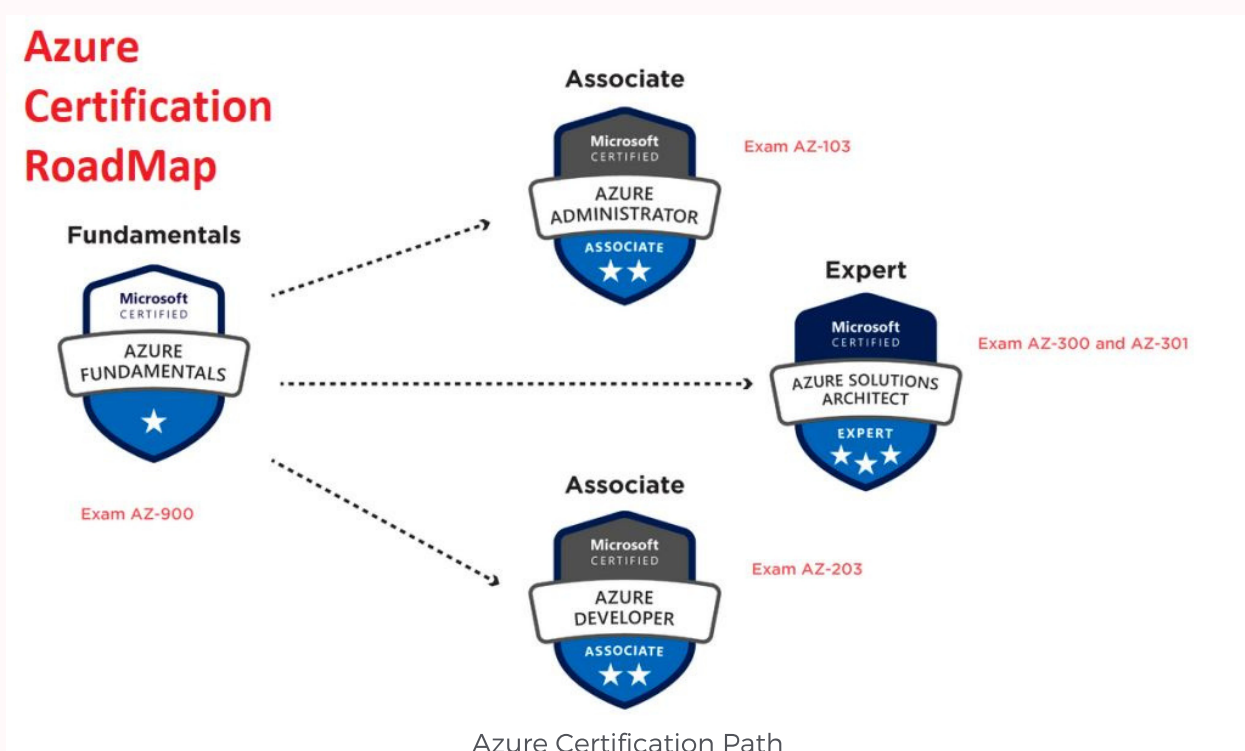 Azure
Certification
RoadMap
Fundamentals
Microsoft
CERTIFIED
AZURE
FUNDAMENTALS
Exam AZ-900
Associate
Microsoft
CERTIFIED
AZURE
ADMINISTRATOR
ASSOCIATE
Exam AZ-103
Expert
Microsoft
CERTIFIED
AZURE SOLUTIONS
ARCHITECT
EXPERT
Exam AZ-300 and AZ-301
Associate
Microsoft
CERTIFIED
AZURE
DEVELOPER
ASSOCIATE
Exam AZ-203
Azure Certification Path